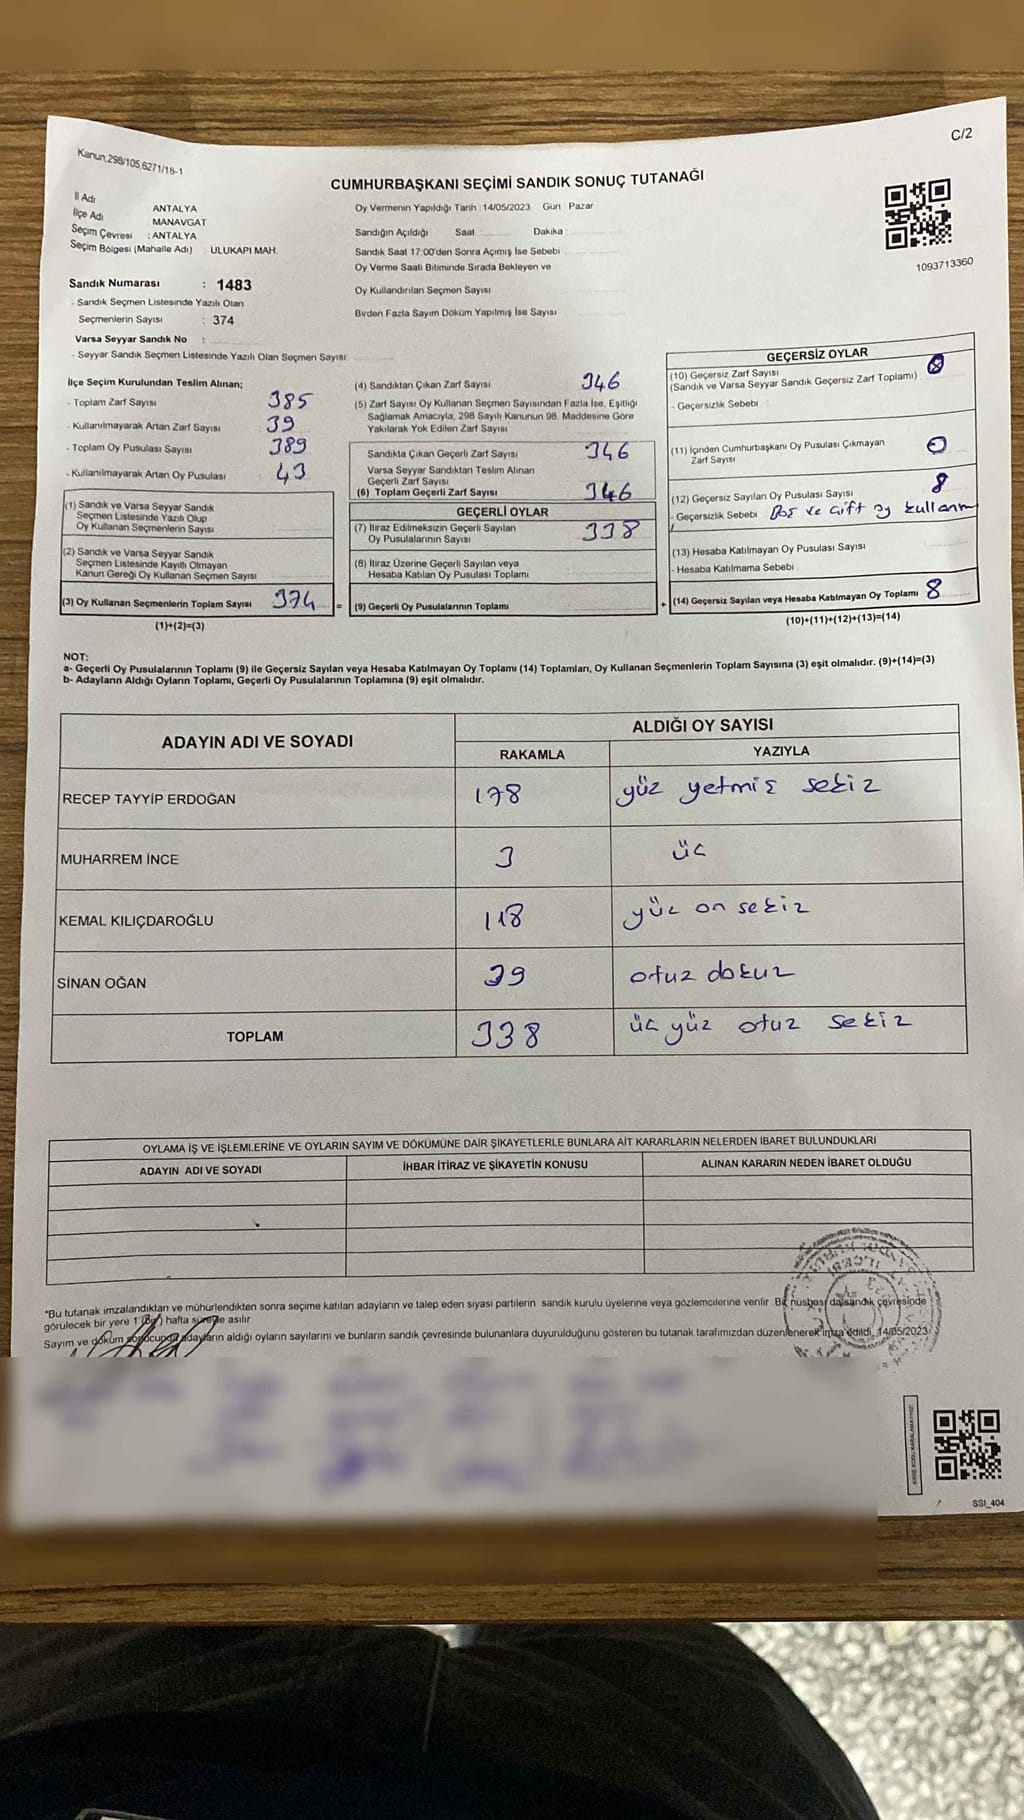 C/2
Kanun,298/105,6271/18-1
CUMHURBAŞKANI SEÇİMİ SANDIK SONUÇ TUTANAĞI
İl Adı ANTALYA
İlçe Adı MANAVGAT
Seçim Çevresi : ANTALYA
Seçim Bölgesi (Mahalle Adı) : ULUKAPI MAH.
Oy Vermenin Yapıldığı Tarih : 14/05/2023 Gün : Pazar
Sandığın Açıldığı Saat Dakika
Sandık Saat 17:00'den Sonra Açımış İse Sebebi
Oy Verme Saati Bitiminde Sırada Bekleyen ve
Oy Kullandırılan Seçmen Sayısı
Birden Fazla Sayım Döküm Yapılmış İse Sayısı
1093713360
Sandık Numarası : 1483
- Sandık Seçmen Listesinde Yazılı Olan
Seçmenlerin Sayısı : 374
Varsa Seyyar Sandık No :
- Seyyar Sandık Seçmen Listesinde Yazılı Olan Seçmen Sayısı:
İlçe Seçim Kurulundan Teslim Alınan;
- Toplam Zarf Sayısı 385
- Kullanılmayarak Artan Zarf Sayısı 39
- Toplam Oy Pusulası Sayısı 389
- Kullanılmayarak Artan Oy Pusulası 43
(1) Sandık ve Varsa Seyyar Sandık
Seçmen Listesinde Yazılı Olup
Oy Kullanan Seçmenlerin Sayısı
(2) Sandık ve Varsa Seyyar Sandık
Seçmen Listesinde Kayıtlı Olmayan
Kanun Gereği Oy Kullanan Seçmen Sayısı
(3) Oy Kullanan Seçmenlerin Toplam Sayısı 374 =
(1)+(2)=(3)
(4) Sandıktan Çıkan Zarf Sayısı 346
(5) Zarf Sayısı Oy Kullanan Seçmen Sayısından Fazla İse, Eşitliği
Sağlamak Amacıyla, 298 Sayılı Kanunun 98. Maddesine Göre
Yakılarak Yok Edilen Zarf Sayısı
Sandıkta Çıkan Geçerli Zarf Sayısı 346
Varsa Seyyar Sandıktan Teslim Alınan
Geçerli Zarf Sayısı
(6) Toplam Geçerli Zarf Sayısı 346
GEÇERLİ OYLAR
(7) İtiraz Edilmeksizin Geçerli Sayılan
Oy Pusulalarının Sayısı 338
(8) İtiraz Üzerine Geçerli Sayılan veya
Hesaba Katılan Oy Pusulası Toplamı
(9) Geçerli Oy Pusulalarının Toplamı +
GEÇERSİZ OYLAR
(10) Geçersiz Zarf Sayısı
(Sandık ve Varsa Seyyar Sandık Geçersiz Zarf Toplamı)
- Geçersizlik Sebebi
(11) İçinden Cumhurbaşkanı Oy Pusulası Çıkmayan
Zarf Sayısı 0
(12) Geçersiz Sayılan Oy Pusulası Sayısı 8
- Geçersizlik Sebebi Boş ve Çift oy kullanım
(13) Hesaba Katılmayan Oy Pusulası Sayısı
- Hesaba Katılmama Sebebi
(14) Geçersiz Sayılan veya Hesaba Katılmayan Oy Toplamı 8
(10)+(11)+(12)+(13)=(14)
NOT:
a- Geçerli Oy Pusulalarının Toplamı (9) ile Geçersiz Sayılan veya Hesaba Katılmayan Oy Toplamı (14) Toplamları, Oy Kullanan Seçmenlerin Toplam Sayısına (3) eşit olmalıdır. (9)+(14)=(3)
b- Adayların Aldığı Oyların Toplamı, Geçerli Oy Pusulalarının Toplamına (9) eşit olmalıdır.
ADAYIN ADI VE SOYADI ALDIĞI OY SAYISI
RAKAMLA YAZIYLA
RECEP TAYYİP ERDOĞAN 178 yüz yetmiş sekiz
MUHARREM İNCE 3 üç
KEMAL KILIÇDAROĞLU 118 yüz on sekiz
SİNAN OĞAN 39 otuz dokuz
TOPLAM 338 üç yüz otuz sekiz
OYLAMA İŞ VE İŞLEMLERİNE VE OYLARIN SAYIM VE DÖKÜMÜNE DAİR ŞİKAYETLERLE BUNLARA AİT KARARLARIN NELERDEN İBARET BULUNDUKLARI
ADAYIN ADI VE SOYADI İHBAR İTİRAZ VE ŞİKAYETİN KONUSU ALINAN KARARIN NEDEN İBARET OLDUĞU
*Bu tutanak imzalandıktan ve mühürlendikten sonra seçime katılan adayların ve talep eden siyasi partilerin sandık kurulu üyelerine veya gözlemcilerine verilir. Bir nüshası da sandık çevresinde
görülecek bir yere 1 (Bir) hafta süreyle asılır.
Sayım ve döküm sonucunda adayların aldığı oyların sayılarını ve bunların sandık çevresinde bulunanlara duyurulduğunu gösteren bu tutanak tarafımızdan düzenlenerek imza edildi. 14/05/2023
SSI_404